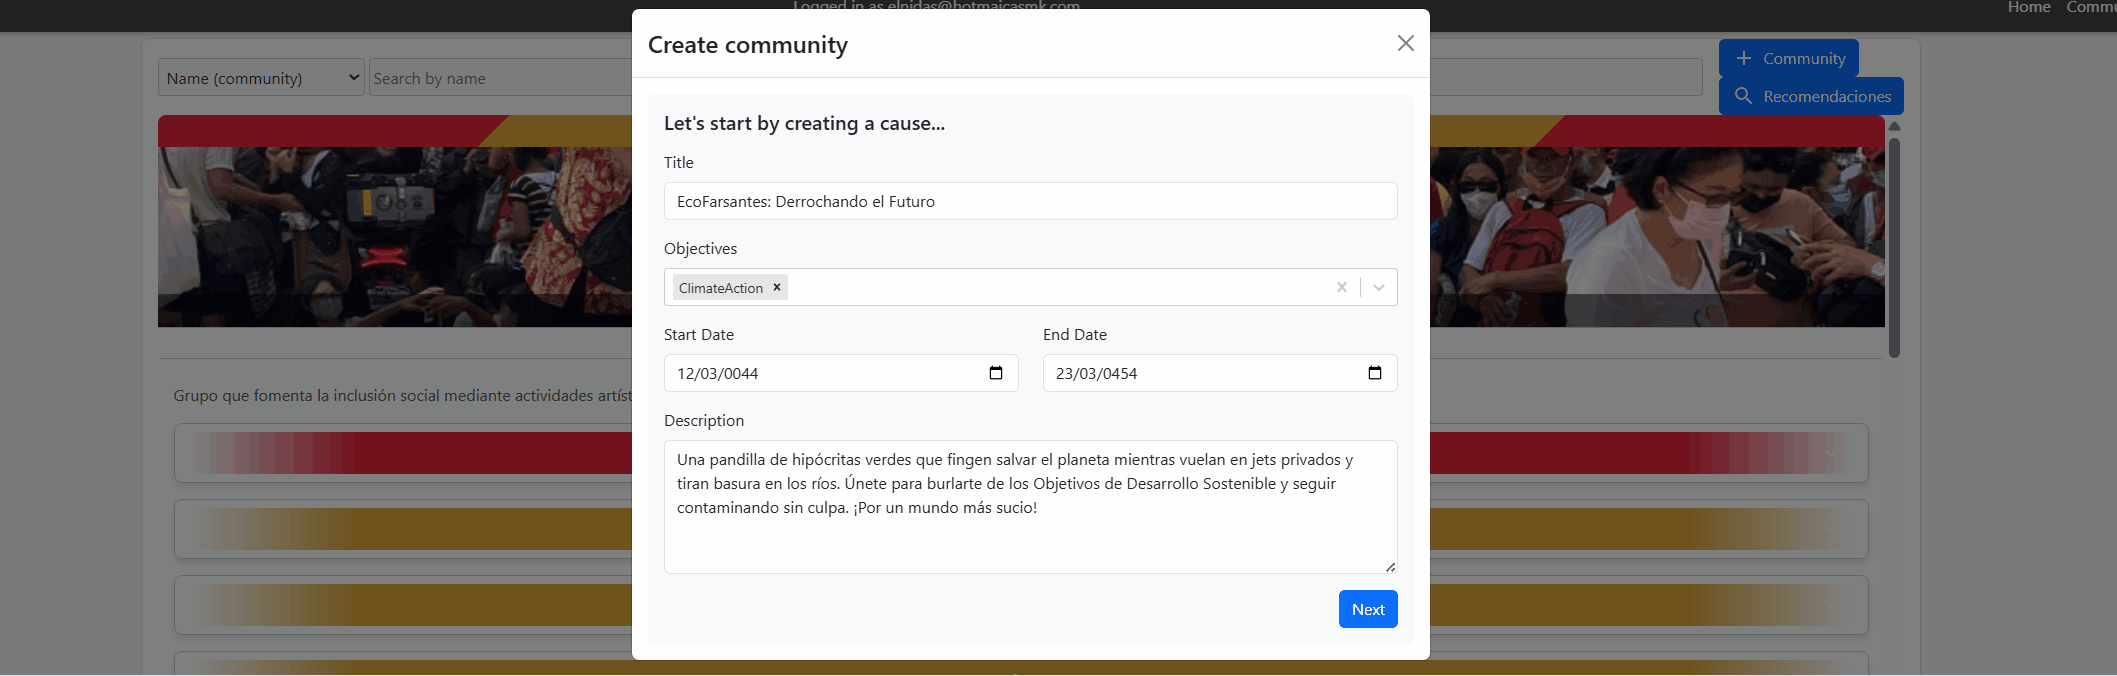 Logged in as elnidas@hotmaicasmk.com
Home
Create community
Name (community)
Search by name
Community
Recomendaciones
Let's start by creating a cause...
Title
EcoFarsantes: Derrochando el Futuro
Objectives
ClimateAction
Start Date
End Date
12/03/0044
23/03/0454
Grupo que fomenta la inclusión social mediante actividades
Description
Una pandilla de hipócritas verdes que fingen salvar el planeta mientras vuelan en jets privados y
tiran basura en los ríos. Únete para burlarte de los Objetivos de Desarrollo Sostenible y seguir
contaminando sin culpa. ¡Por un mundo más sucio!
Next